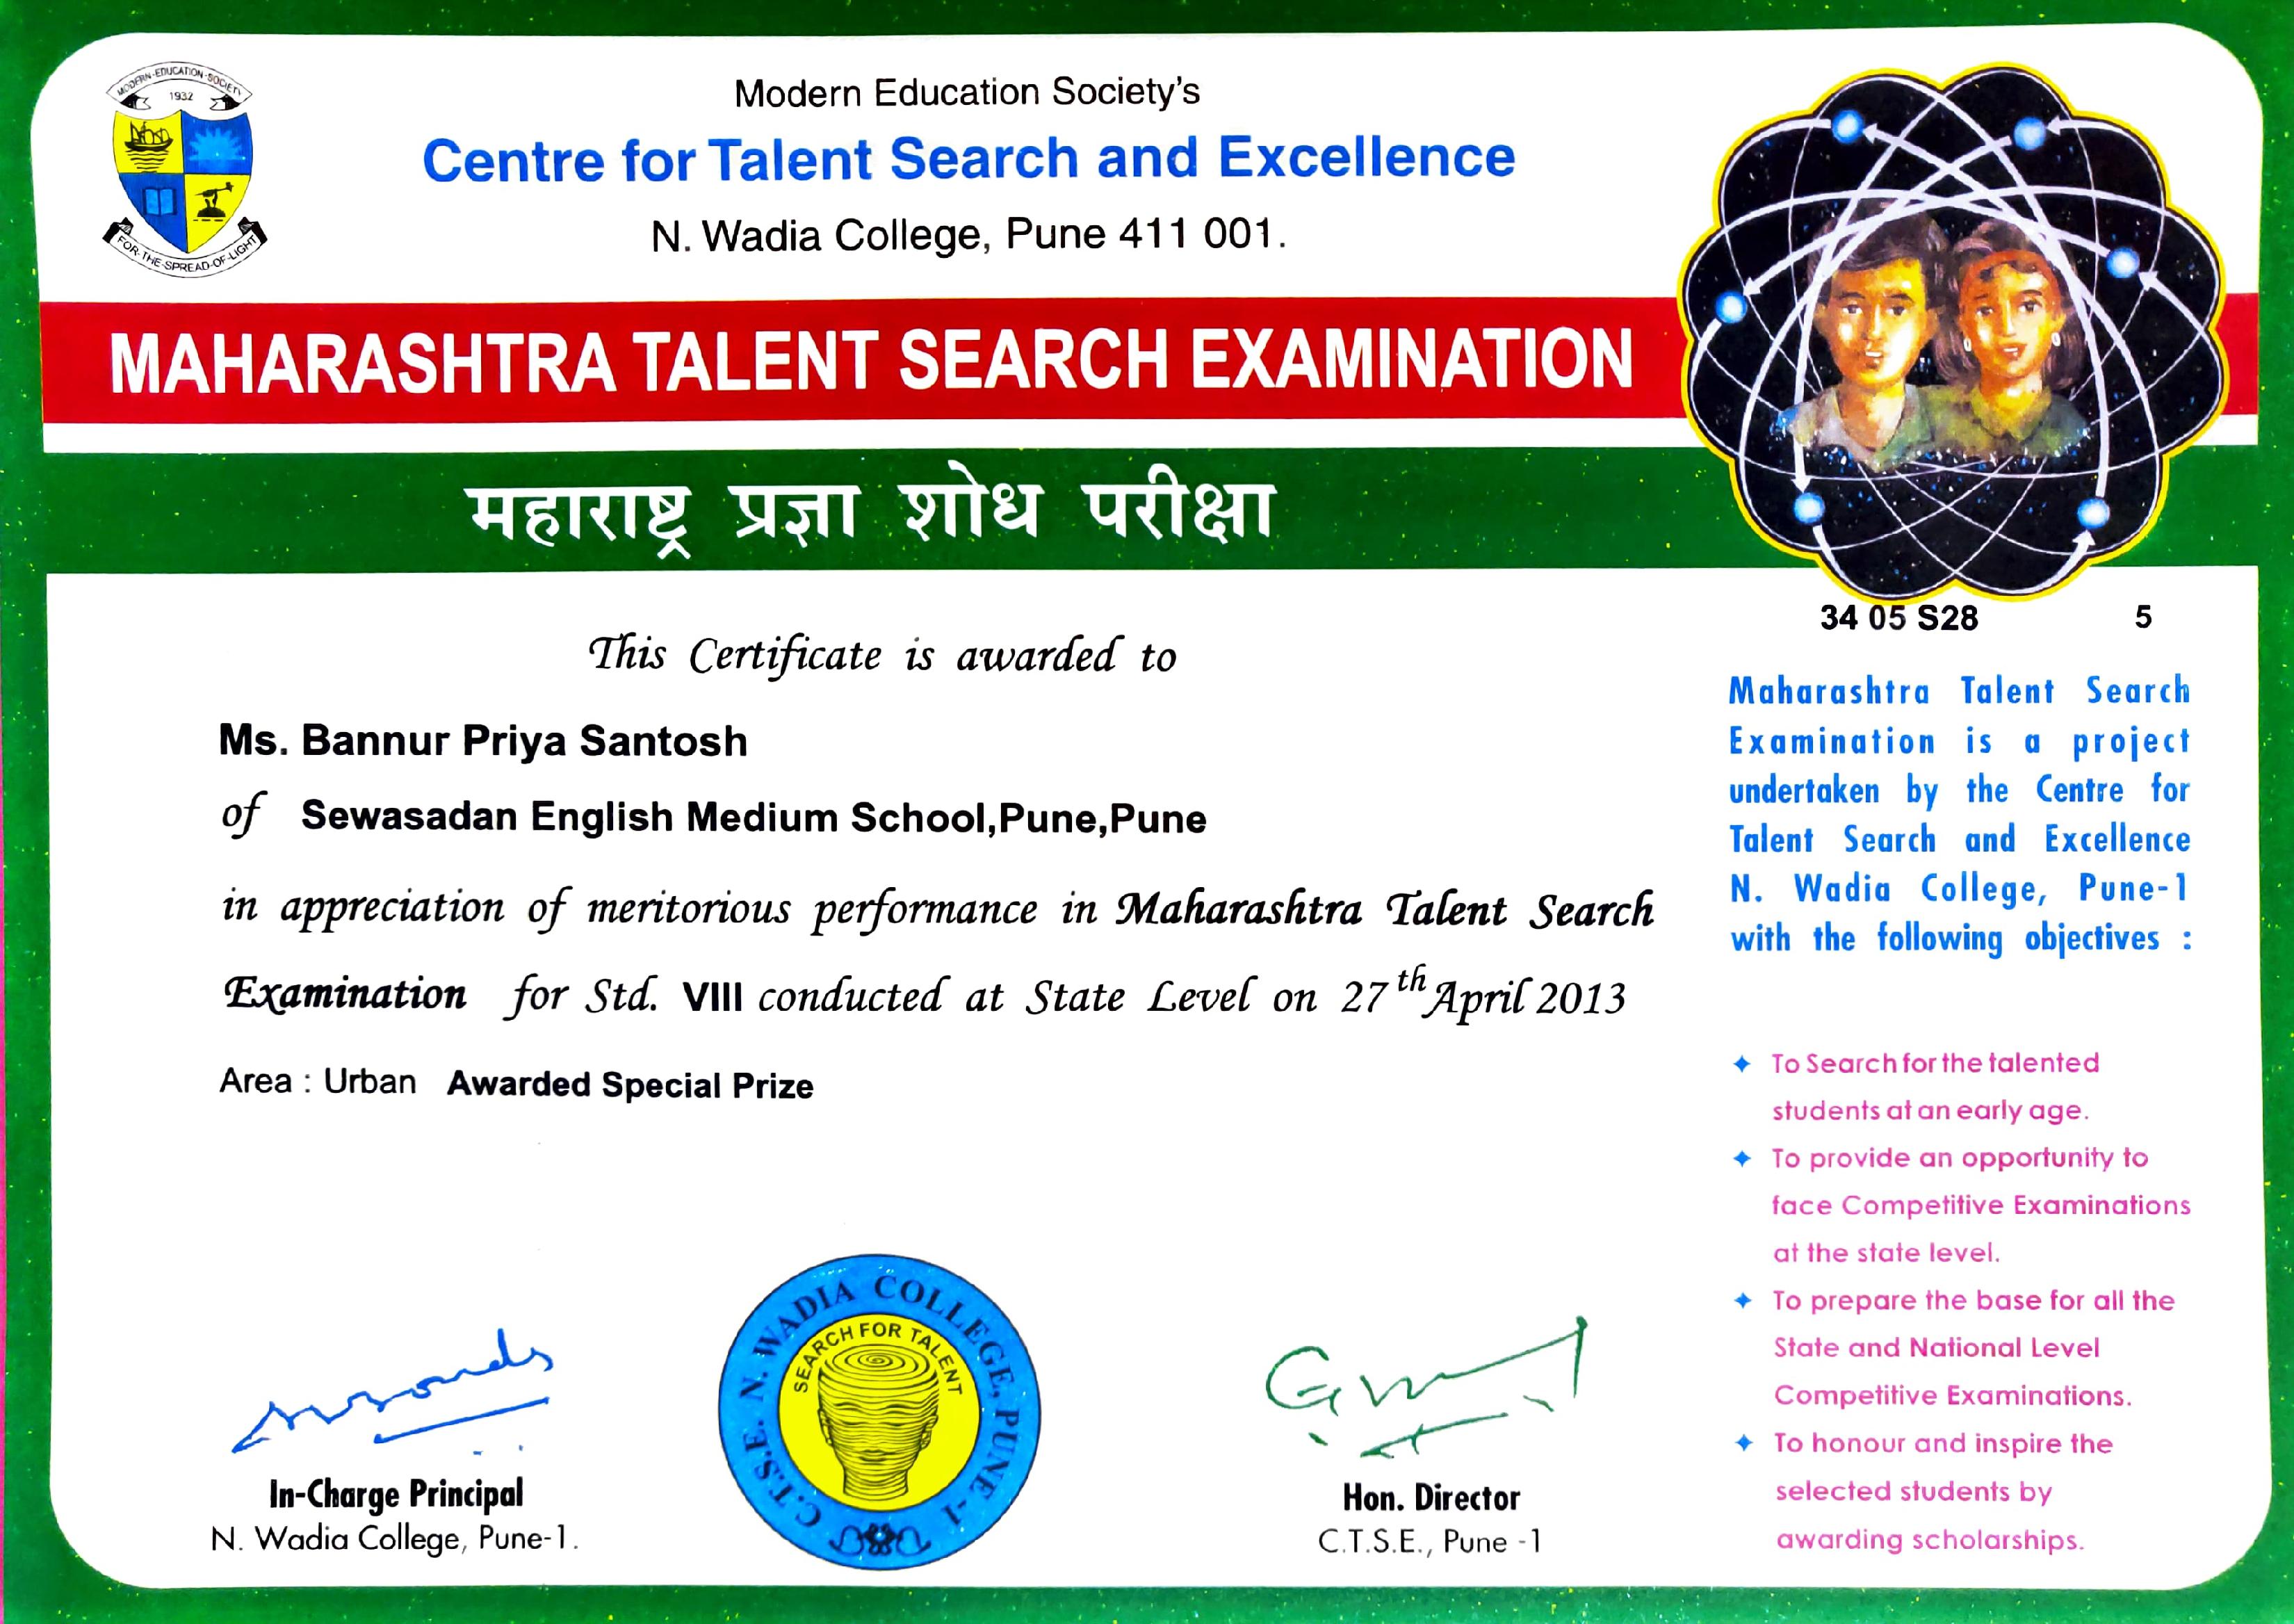 MODERN-EDUCATION-SOCIETY
1932
FOR-THE-SPREAD-OF-LIGHT
Modern Education Society's
Centre for Talent Search and Excellence
N. Wadia College, Pune 411 001.
MAHARASHTRA TALENT SEARCH EXAMINATION
महाराष्ट्र प्रज्ञा शोध परीक्षा
34 05 S28 5
This Certificate is awarded to
Ms. Bannur Priya Santosh
of Sewasadan English Medium School,Pune,Pune
in appreciation of meritorious performance in Maharashtra Talent Search
Examination for Std. VIII conducted at State Level on 27th April 2013
Area : Urban Awarded Special Prize
Maharashtra Talent Search
Examination is a project
undertaken by the Centre for
Talent Search and Excellence
N. Wadia College, Pune-1
with the following objectives :
To Search for the talented
students at an early age.
To provide an opportunity to
face Competitive Examinations
at the state level.
To prepare the base for all the
State and National Level
Competitive Examinations.
To honour and inspire the
selected students by
awarding scholarships.
C.T.S.E. N. WADIA COLLEGE, PUNE -1
SEARCH FOR TALENT
In-Charge Principal
N. Wadia College, Pune-1.
Hon. Director
C.T.S.E., Pune -1